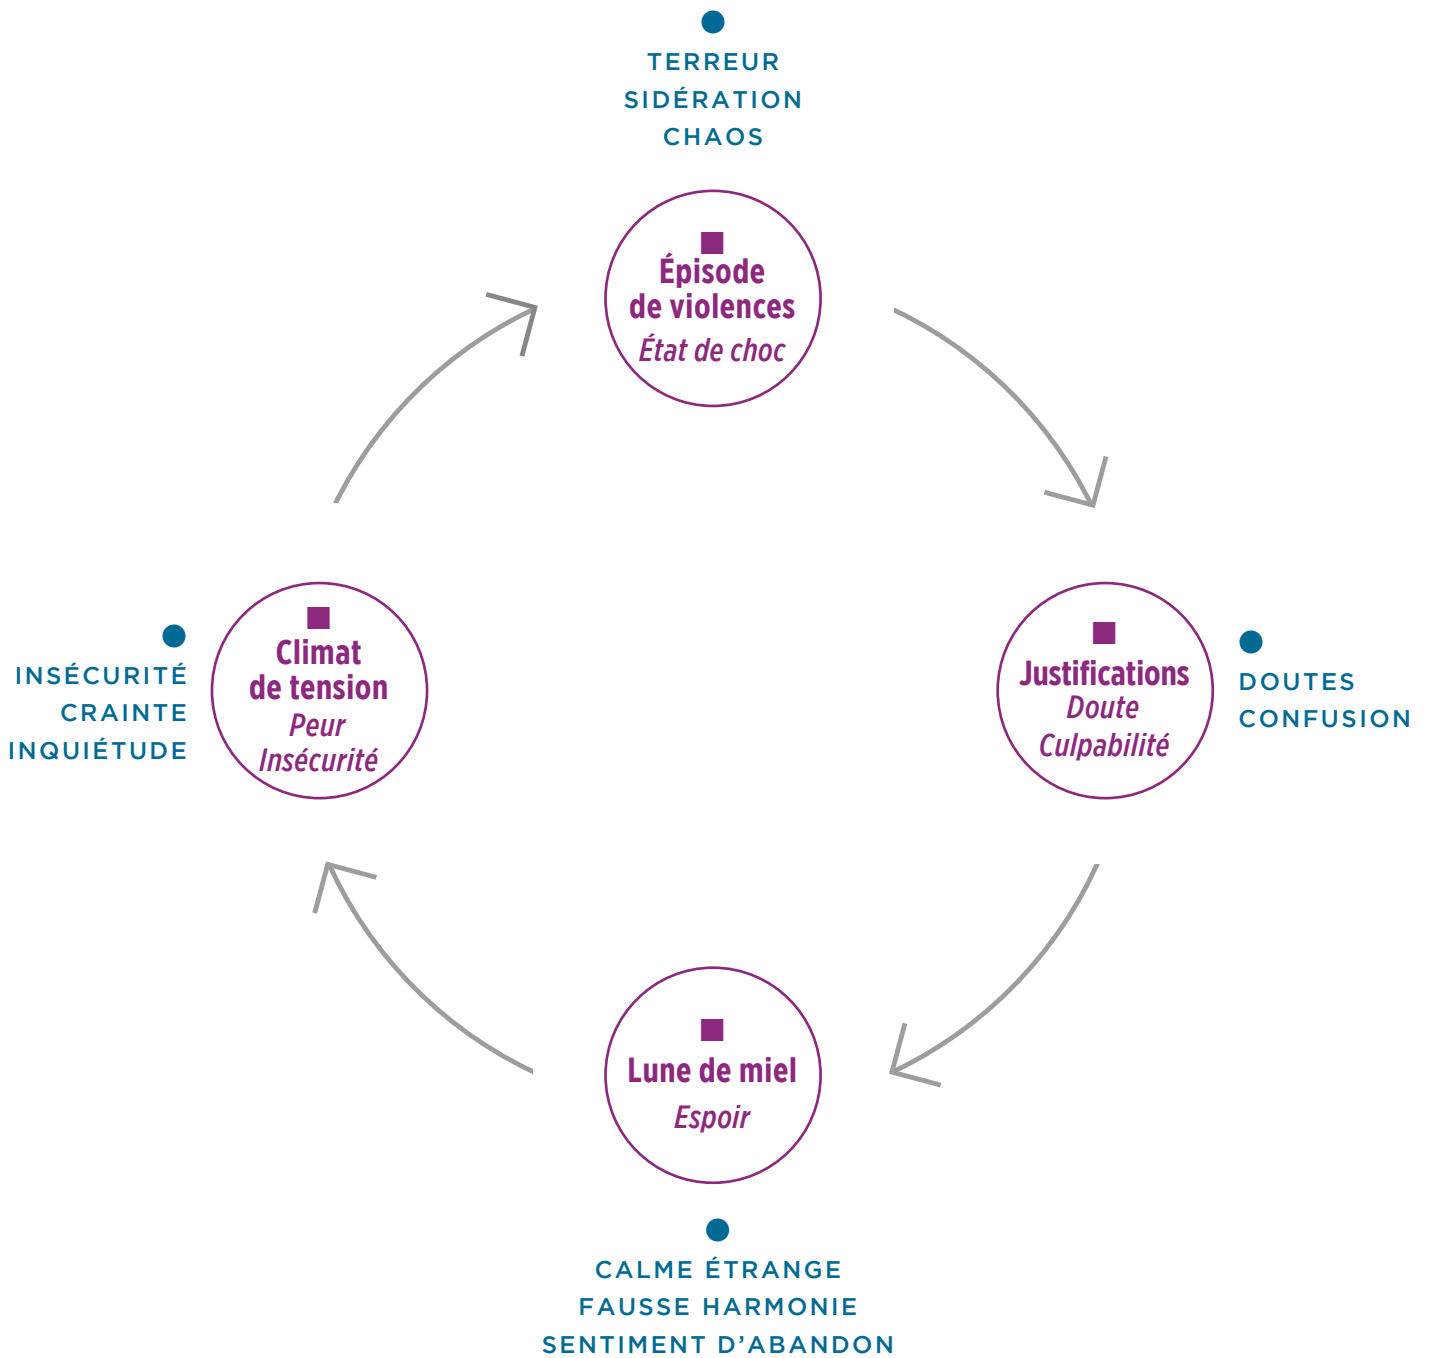 TERREUR
SIDÉRATION
CHAOS
Épisode
de violences
État de choc
Climat
de tension
Peur
Insécurité
INSÉCURITÉ
CRAINTE
INQUIÉTUDE
Justifications
Doute
Culpabilité
DOUTES
CONFUSION
Lune de miel
Espoir
CALME ÉTRANGE
FAUSSE HARMONIE
SENTIMENT D’ABANDON